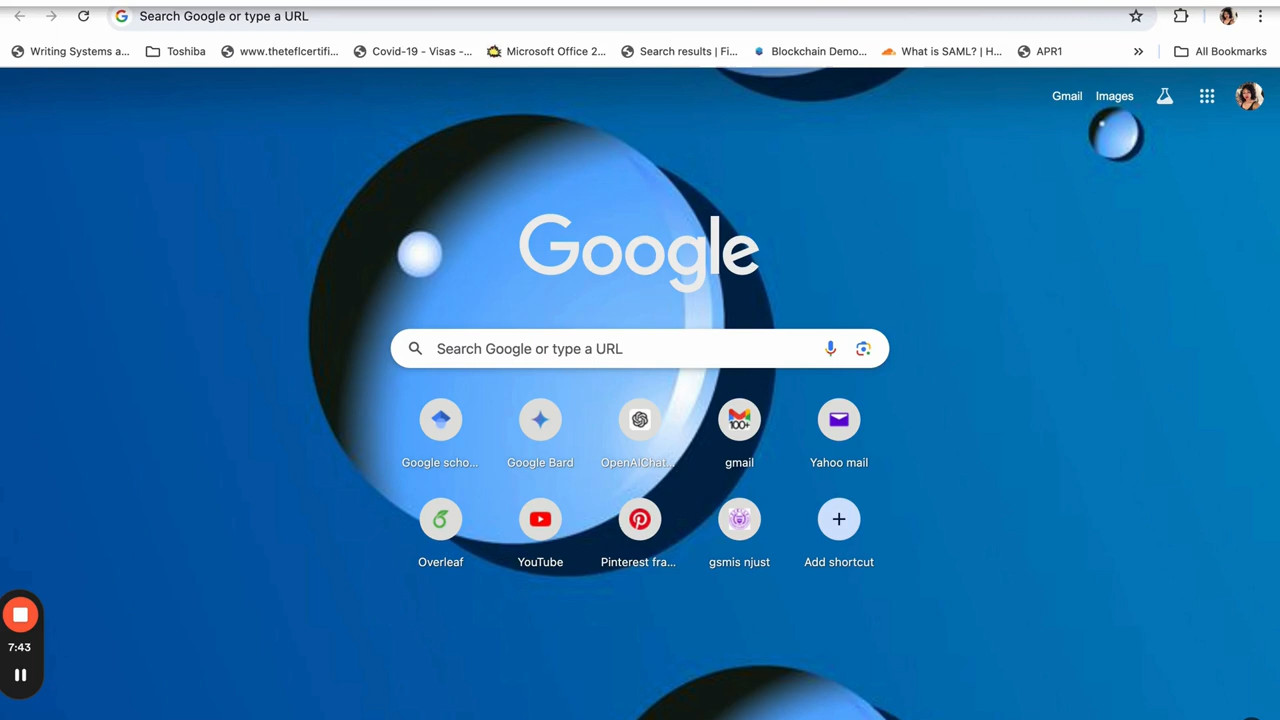 Search Google or type a URL
Writing Systems a... Toshiba www.theteflcertifi... Covid-19 - Visas -... Microsoft Office 2... Search results | Fi... Blockchain Demo... What is SAML? | H... APR1 » All Bookmarks
Gmail Images
Google
Search Google or type a URL
100+
Google scho... Google Bard OpenAIChat... gmail Yahoo mail
Overleaf YouTube Pinterest fra... gsmis njust Add shortcut
7:43